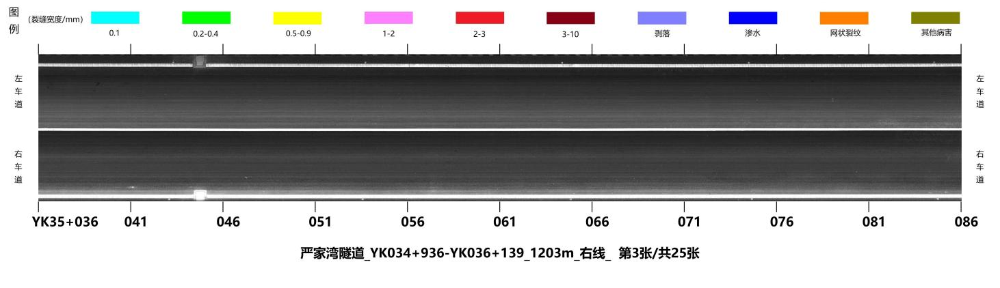 图例 (裂缝宽度/mm) 0.1 0.2-0.4 0.5-0.9 1-2 2-3 3-10 剥落 渗水 网状裂纹 其他病害
左车道 左车道
右车道 右车道
YK35+036 041 046 051 056 061 066 071 076 081 086
严家湾隧道_YK034+936-YK036+139_1203m_右线_ 第3张/共25张